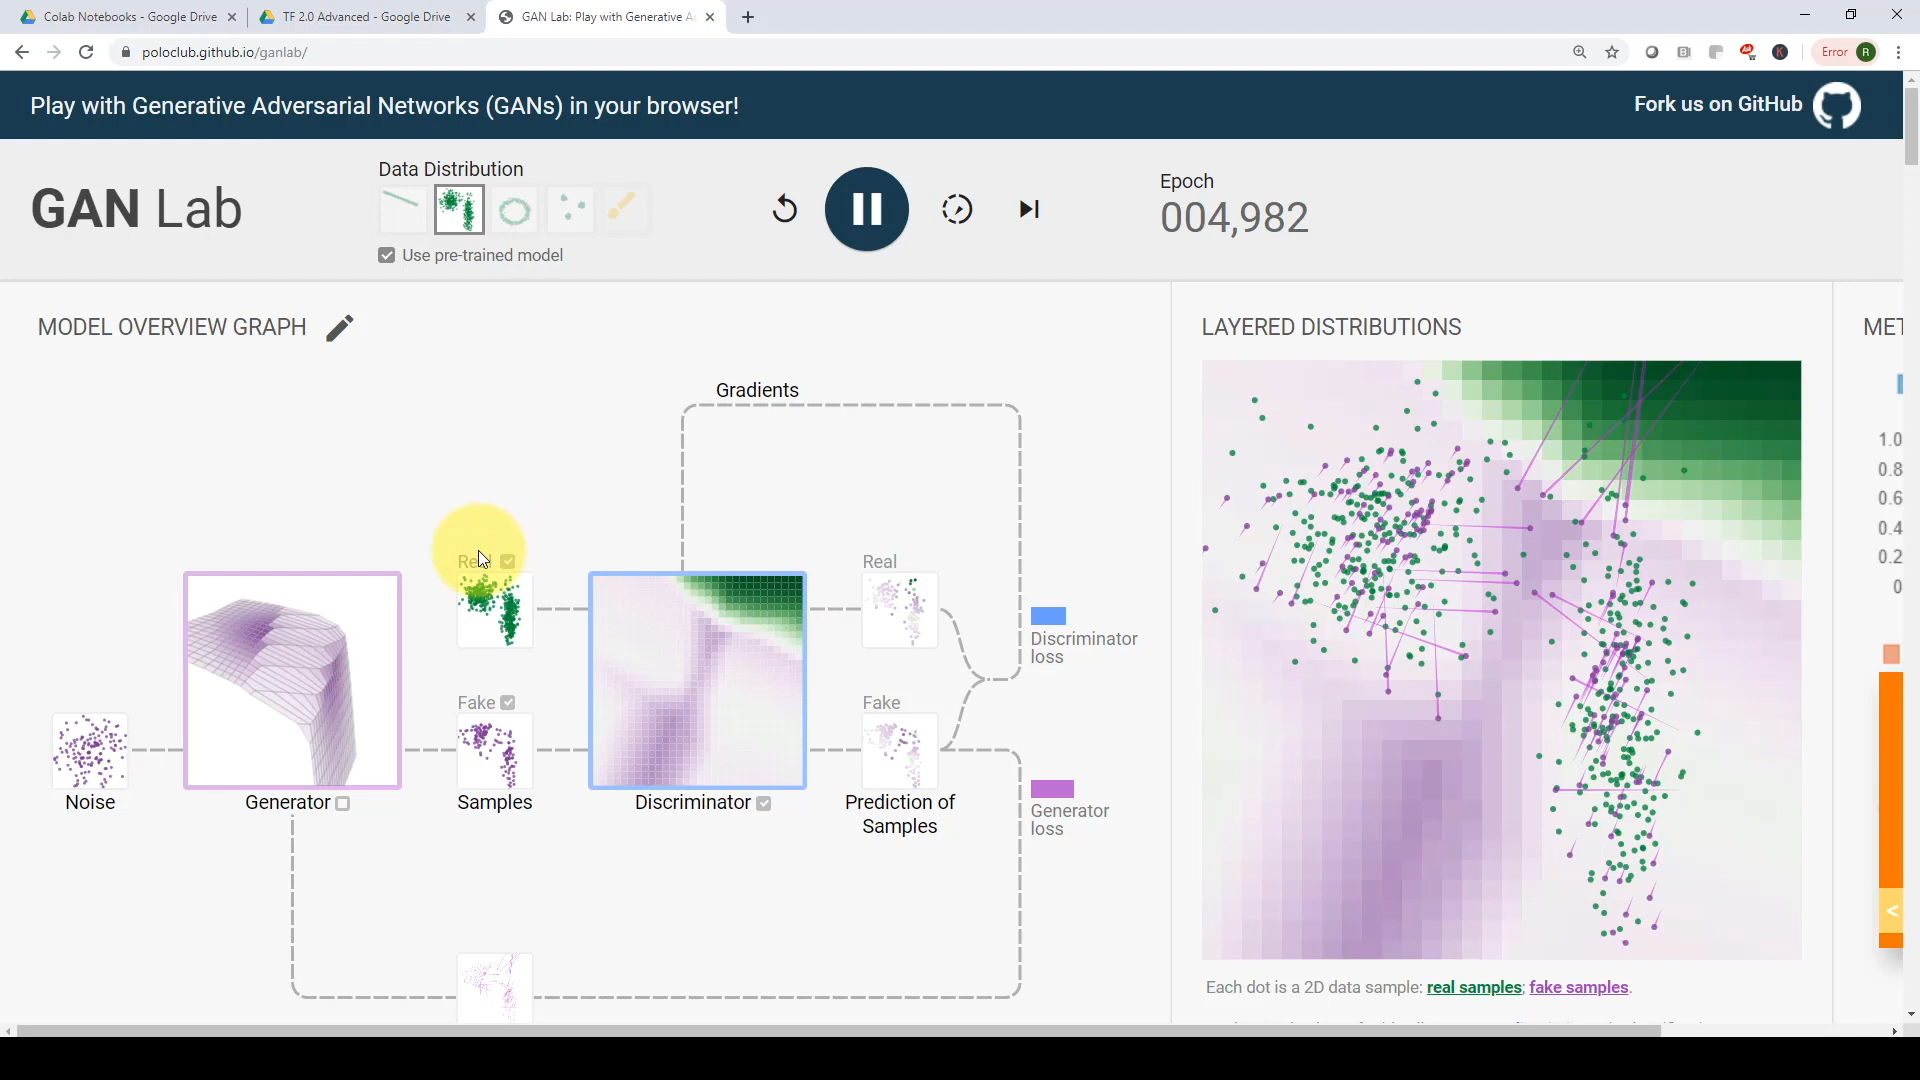 Colab Notebooks - Google Drive
TF 2.0 Advanced - Google Drive
GAN Lab: Play with Generative A
poloclub.github.io/ganlab/
Error
R
K
Play with Generative Adversarial Networks (GANs) in your browser!
Fork us on GitHub
GAN Lab
Data Distribution
Use pre-trained model
Epoch
004,982
MODEL OVERVIEW GRAPH
LAYERED DISTRIBUTIONS
MET
Gradients
Real
Real
Fake
Fake
Noise
Generator
Samples
Discriminator
Prediction of
Samples
Discriminator
loss
Generator
loss
1.0
0.8
0.6
0.4
0.2
0
<
Each dot is a 2D data sample: real samples; fake samples.